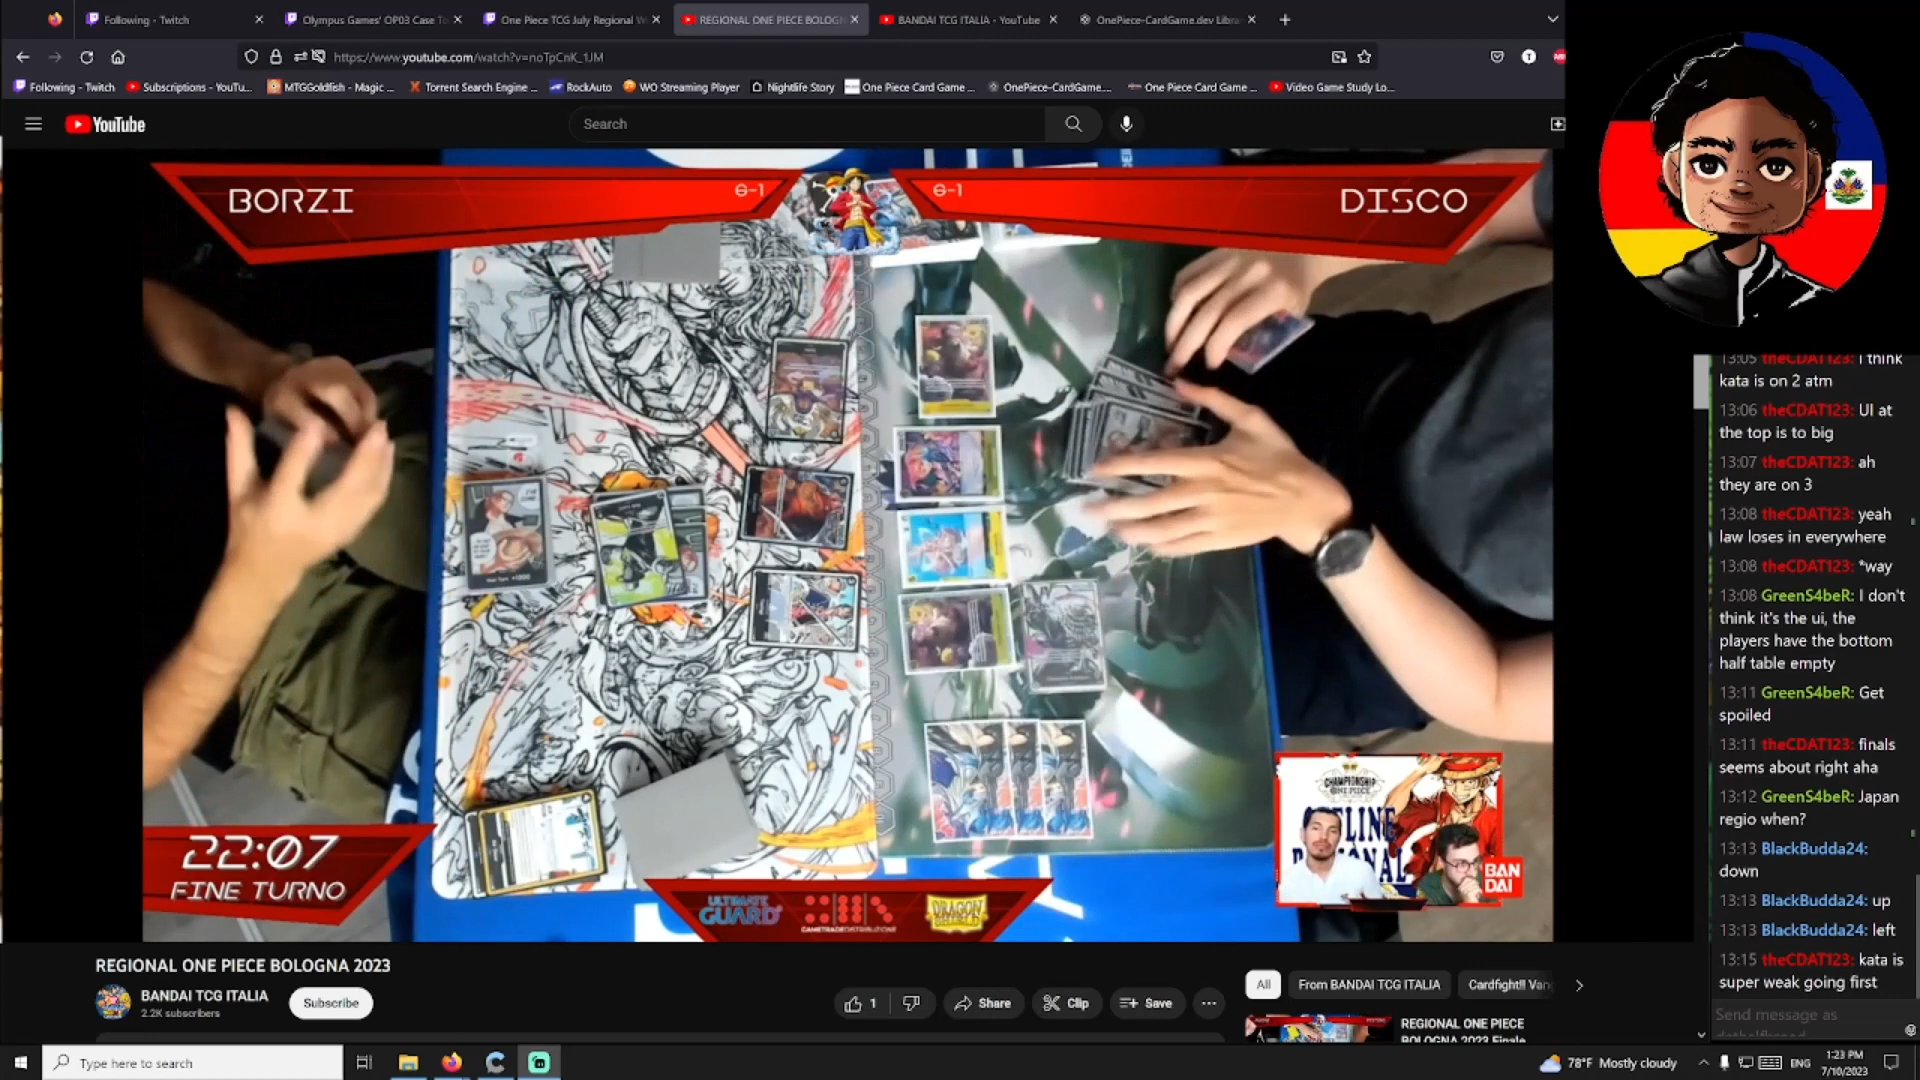 Following - Twitch
Olympus Games' OP03 Case To
One Piece TCG July Regional W
REGIONAL ONE PIECE BOLOGN
BANDAI TCG ITALIA - YouTube
OnePiece-CardGame.dev Libra
https://www.youtube.com/watch?v=noTpCnK_1JM
Following - Twitch
Subscriptions - YouTu...
MTGGoldfish - Magic ...
Torrent Search Engine ...
RockAuto
WO Streaming Player
Nightlife Story
One Piece Card Game ...
OnePiece-CardGame....
One Piece Card Game ...
Video Game Study Lo...
YouTube
Search
BORZI
6-1
6-1
DISCO
22:07
FINE TURNO
ULTIMATE
GUARD
DRAGON
CHAMPIONSHIP
ONE PIECE
BAN
DAI
REGIONAL ONE PIECE BOLOGNA 2023
BANDAI TCG ITALIA
2.2K subscribers
Subscribe
1
Share
Clip
Save
All
From BANDAI TCG ITALIA
Cardfight!! Van
REGIONAL ONE PIECE
BOLOGNA 2023 Finale
13:05 theCDAT123: I think
kata is on 2 atm
13:06 theCDAT123: UI at
the top is to big
13:07 theCDAT123: ah
they are on 3
13:08 theCDAT123: yeah
law loses in everywhere
13:08 theCDAT123: *way
13:08 GreenS4beR: I don't
think it's the ui, the
players have the bottom
half table empty
13:11 GreenS4beR: Get
spoiled
13:11 theCDAT123: finals
seems about right aha
13:12 GreenS4beR: Japan
regio when?
13:13 BlackBudda24:
down
13:13 BlackBudda24: up
13:13 BlackBudda24: left
13:15 theCDAT123: kata is
super weak going first
Send message as
Type here to search
78°F Mostly cloudy
ENG
1:23 PM
7/10/2023